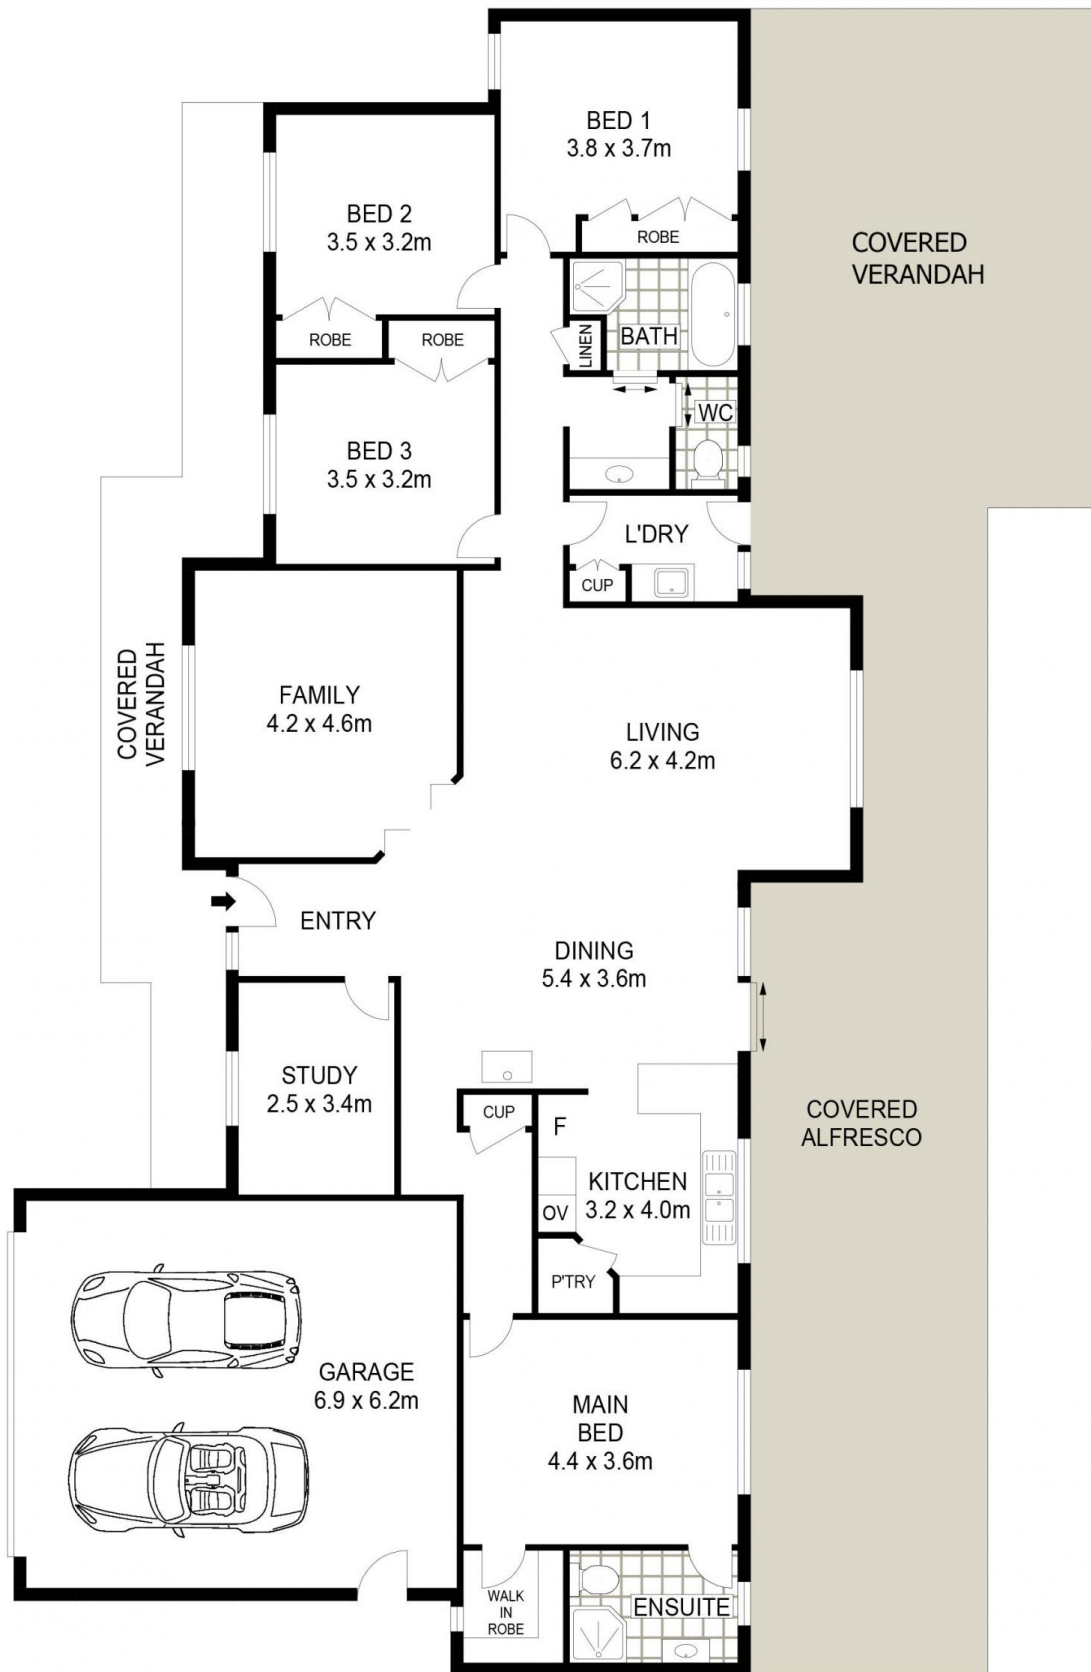 BED 1
3.8 x 3.7m
ROBE
BED 2
3.5 x 3.2m
ROBE
ROBE
COVERED
VERANDAH
LINEN
BATH
WC
BED 3
3.5 x 3.2m
L'DRY
CUP
COVERED
VERANDAH
FAMILY
4.2 x 4.6m
LIVING
6.2 x 4.2m
ENTRY
DINING
5.4 x 3.6m
STUDY
2.5 x 3.4m
CUP
F
COVERED
ALFRESCO
KITCHEN
3.2 x 4.0m
OV
P'TRY
GARAGE
6.9 x 6.2m
MAIN
BED
4.4 x 3.6m
WALK
IN
ROBE
ENSUITE